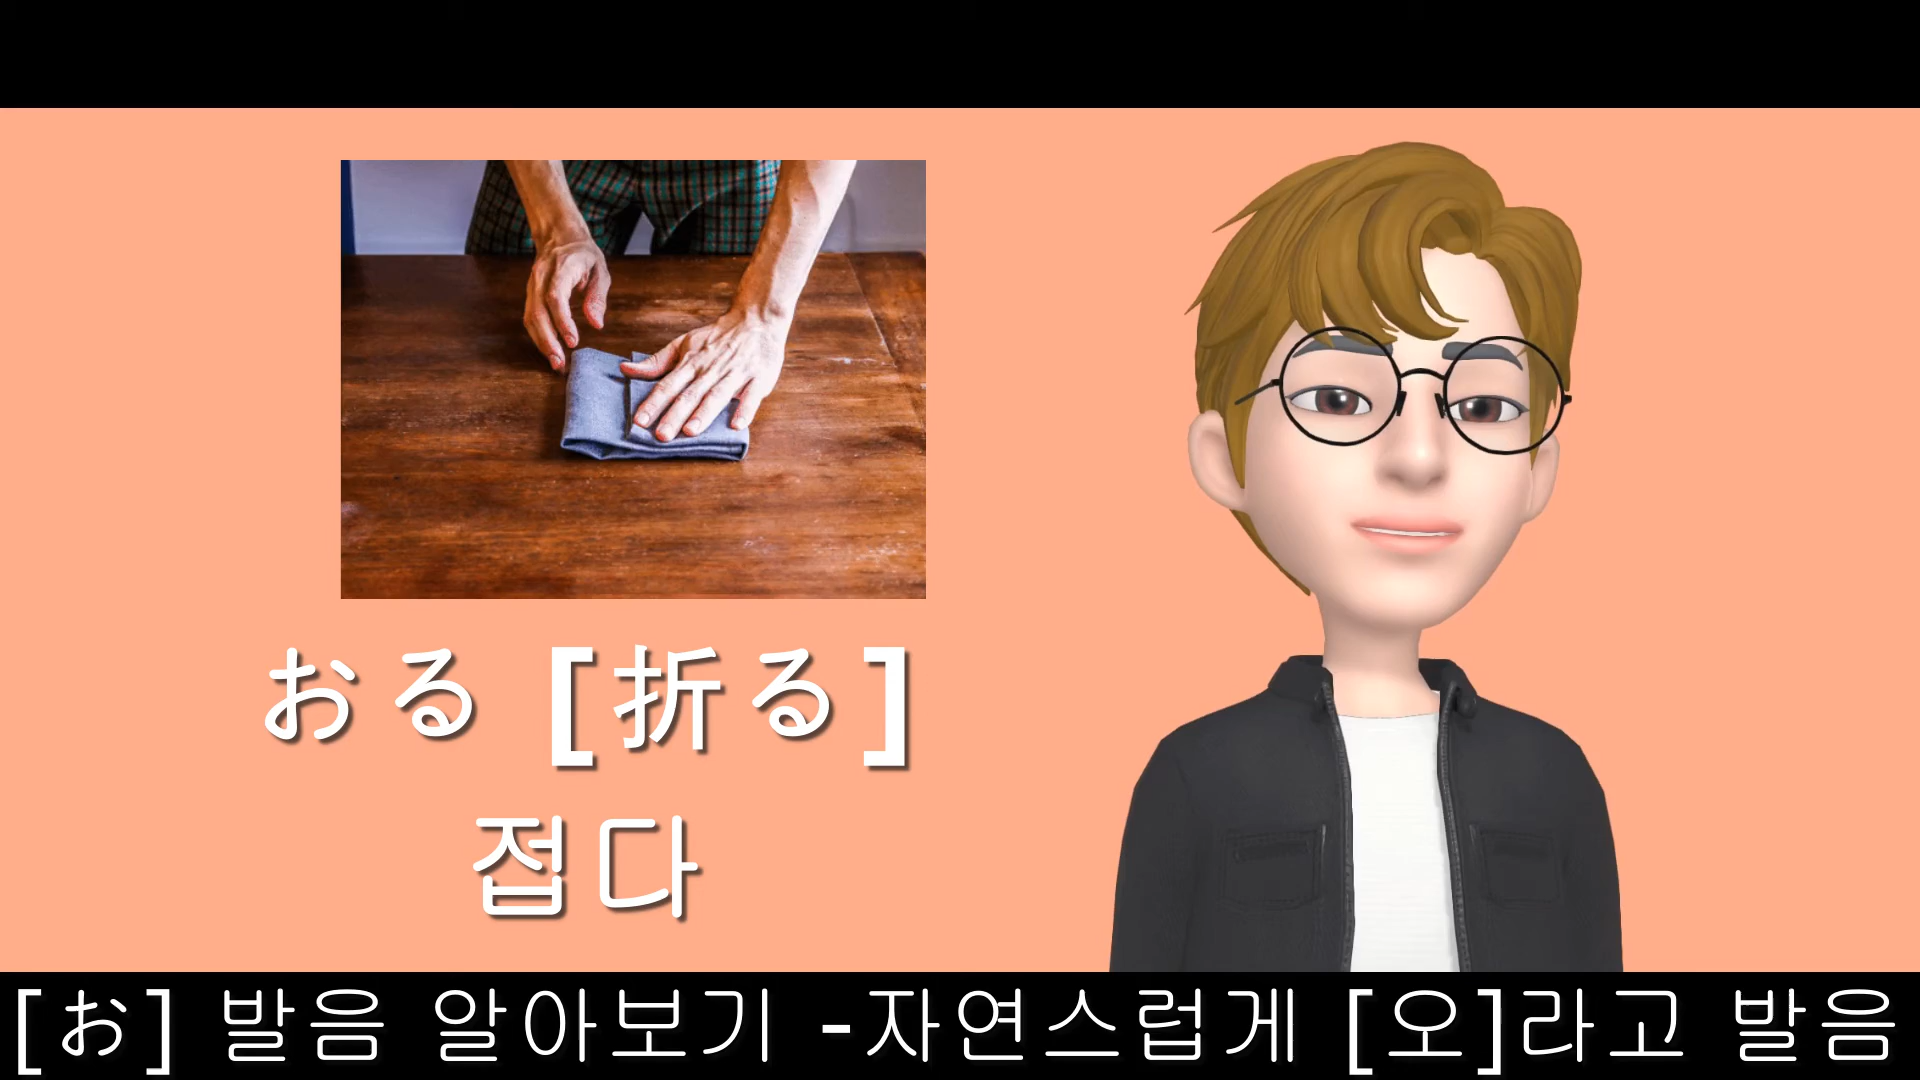 おる [折る]
접다
[お] 발음 알아보기 -자연스럽게 [오]라고 발음